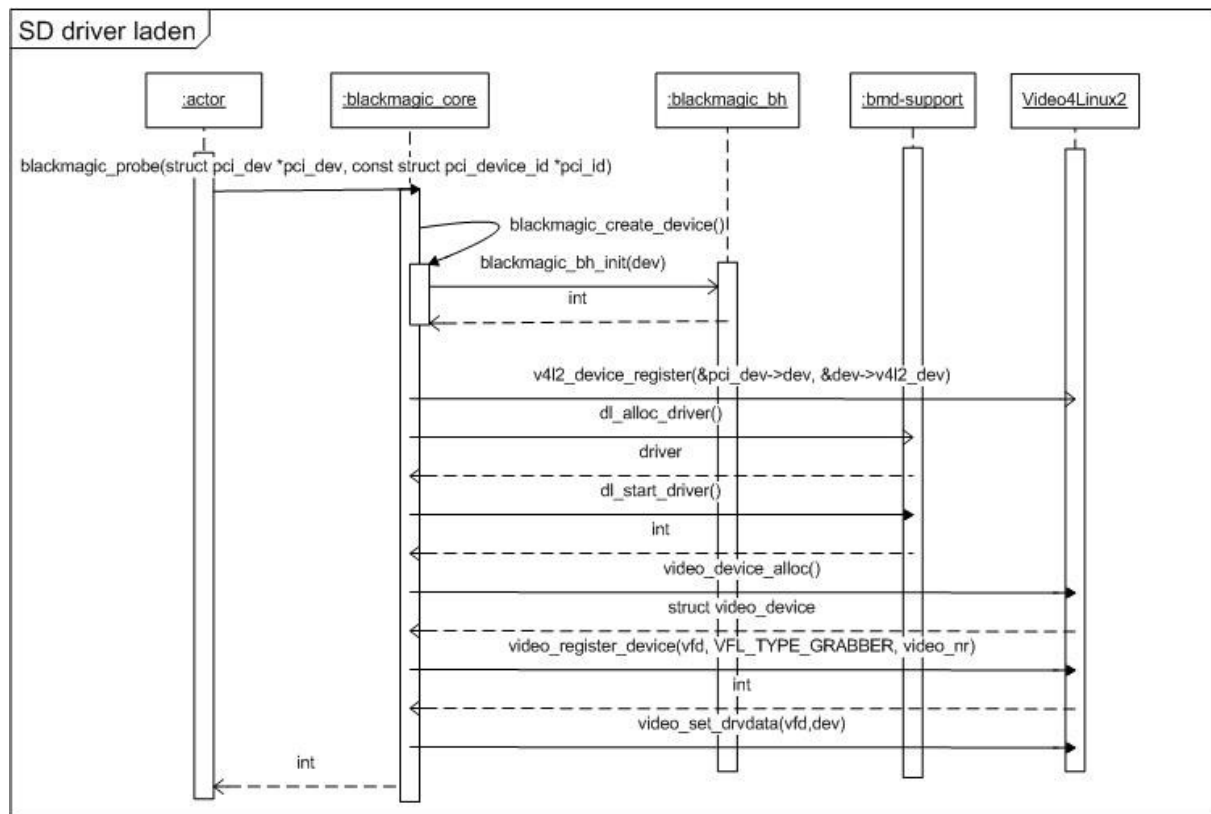 SD driver laden
:actor
:blackmagic_core
:blackmagic_bh
:bmd-support
Video4Linux2
blackmagic_probe(struct pci_dev *pci_dev, const struct pci_device_id *pci_id)
blackmagic_create_device()
blackmagic_bh_init(dev)
int
v4l2_device_register(&pci_dev->dev, &dev->v4l2_dev)
dl_alloc_driver()
driver
dl_start_driver()
int
video_device_alloc()
struct video_device
video_register_device(vfd, VFL_TYPE_GRABBER, video_nr)
int
video_set_drvdata(vfd,dev)
int